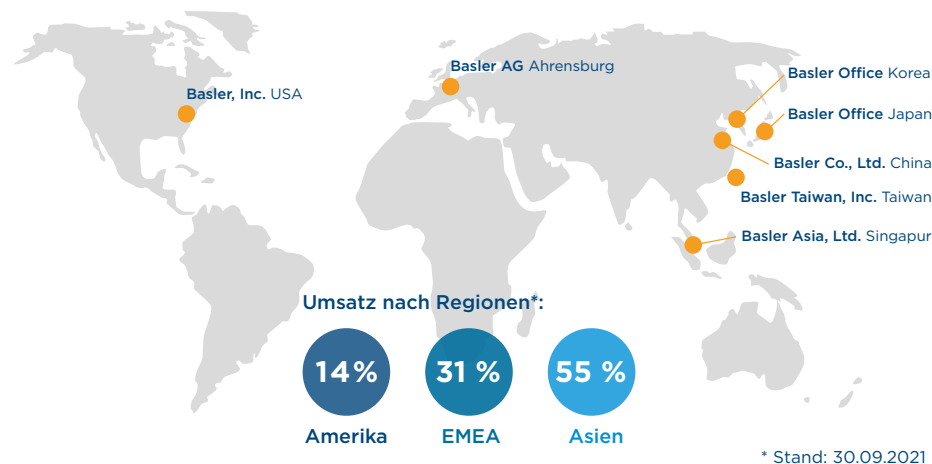 Basler AG Ahrensburg
Basler, Inc. USA
Basler Office Korea
Basler Office Japan
Basler Co., Ltd. China
Basler Taiwan, Inc. Taiwan
Basler Asia, Ltd. Singapur
Umsatz nach Regionen*:
14 % 31 % 55 %
Amerika EMEA Asien
* Stand: 30.09.2021